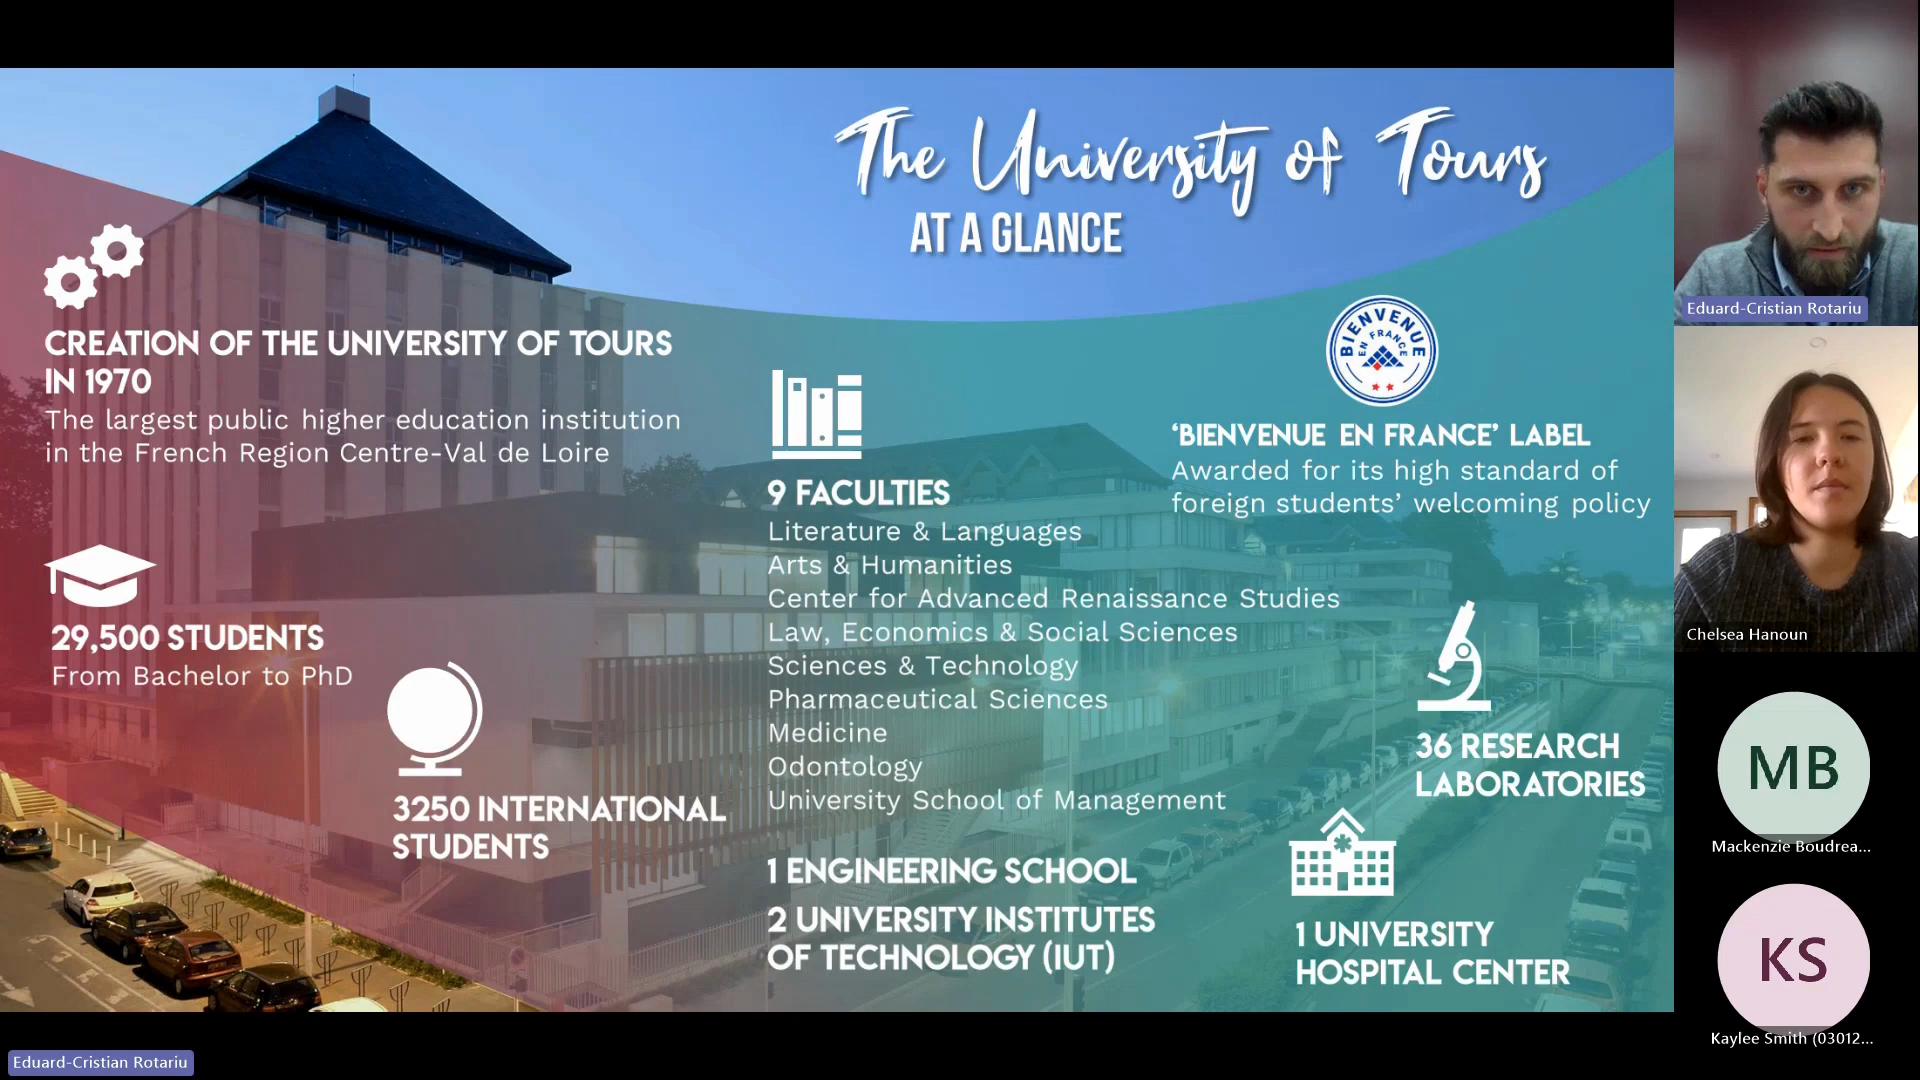 The University of Tours
AT A GLANCE
CREATION OF THE UNIVERSITY OF TOURS
IN 1970
The largest public higher education institution
in the French Region Centre-Val de Loire
29,500 STUDENTS
From Bachelor to PhD
3250 INTERNATIONAL
STUDENTS
9 FACULTIES
Literature & Languages
Arts & Humanities
Center for Advanced Renaissance Studies
Law, Economics & Social Sciences
Sciences & Technology
Pharmaceutical Sciences
Medicine
Odontology
University School of Management
1 ENGINEERING SCHOOL
2 UNIVERSITY INSTITUTES
OF TECHNOLOGY (IUT)
BIENVENUE
EN FRANCE
‘BIENVENUE EN FRANCE’ LABEL
Awarded for its high standard of
foreign students’ welcoming policy
36 RESEARCH
LABORATORIES
1 UNIVERSITY
HOSPITAL CENTER
Eduard-Cristian Rotariu
Chelsea Hanoun
MB
Mackenzie Boudrea...
KS
Kaylee Smith (03012...
Eduard-Cristian Rotariu